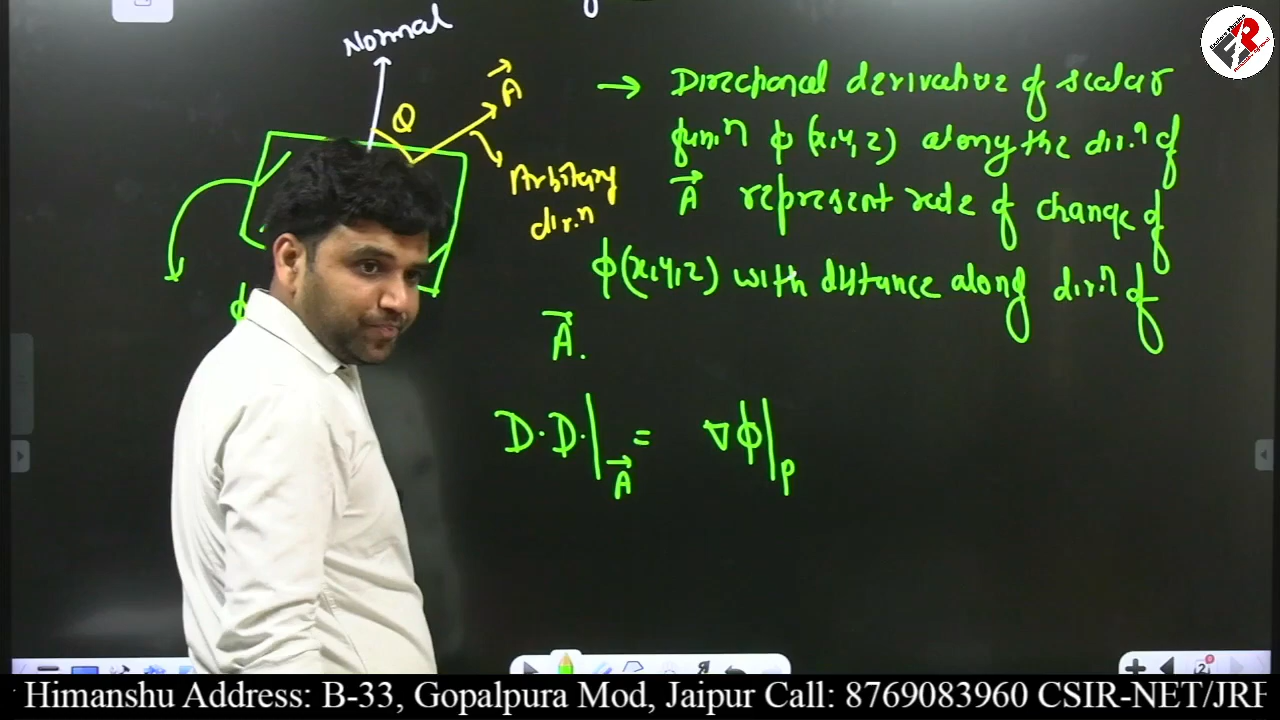 Normal
θ
A⃗
Arbitary
dir.ⁿ
→ Directional derivative of scalar
funⁿ ϕ (x,y,z) along the dir.ⁿ of
A⃗ represent rate of change of
ϕ(x,y,z) with distance along dir.ⁿ of
A⃗.
D.D.|A⃗ = ∇ϕ|p
ϕ
Himanshu Address: B-33, Gopalpura Mod, Jaipur Call: 8769083960 CSIR-NET/JRF